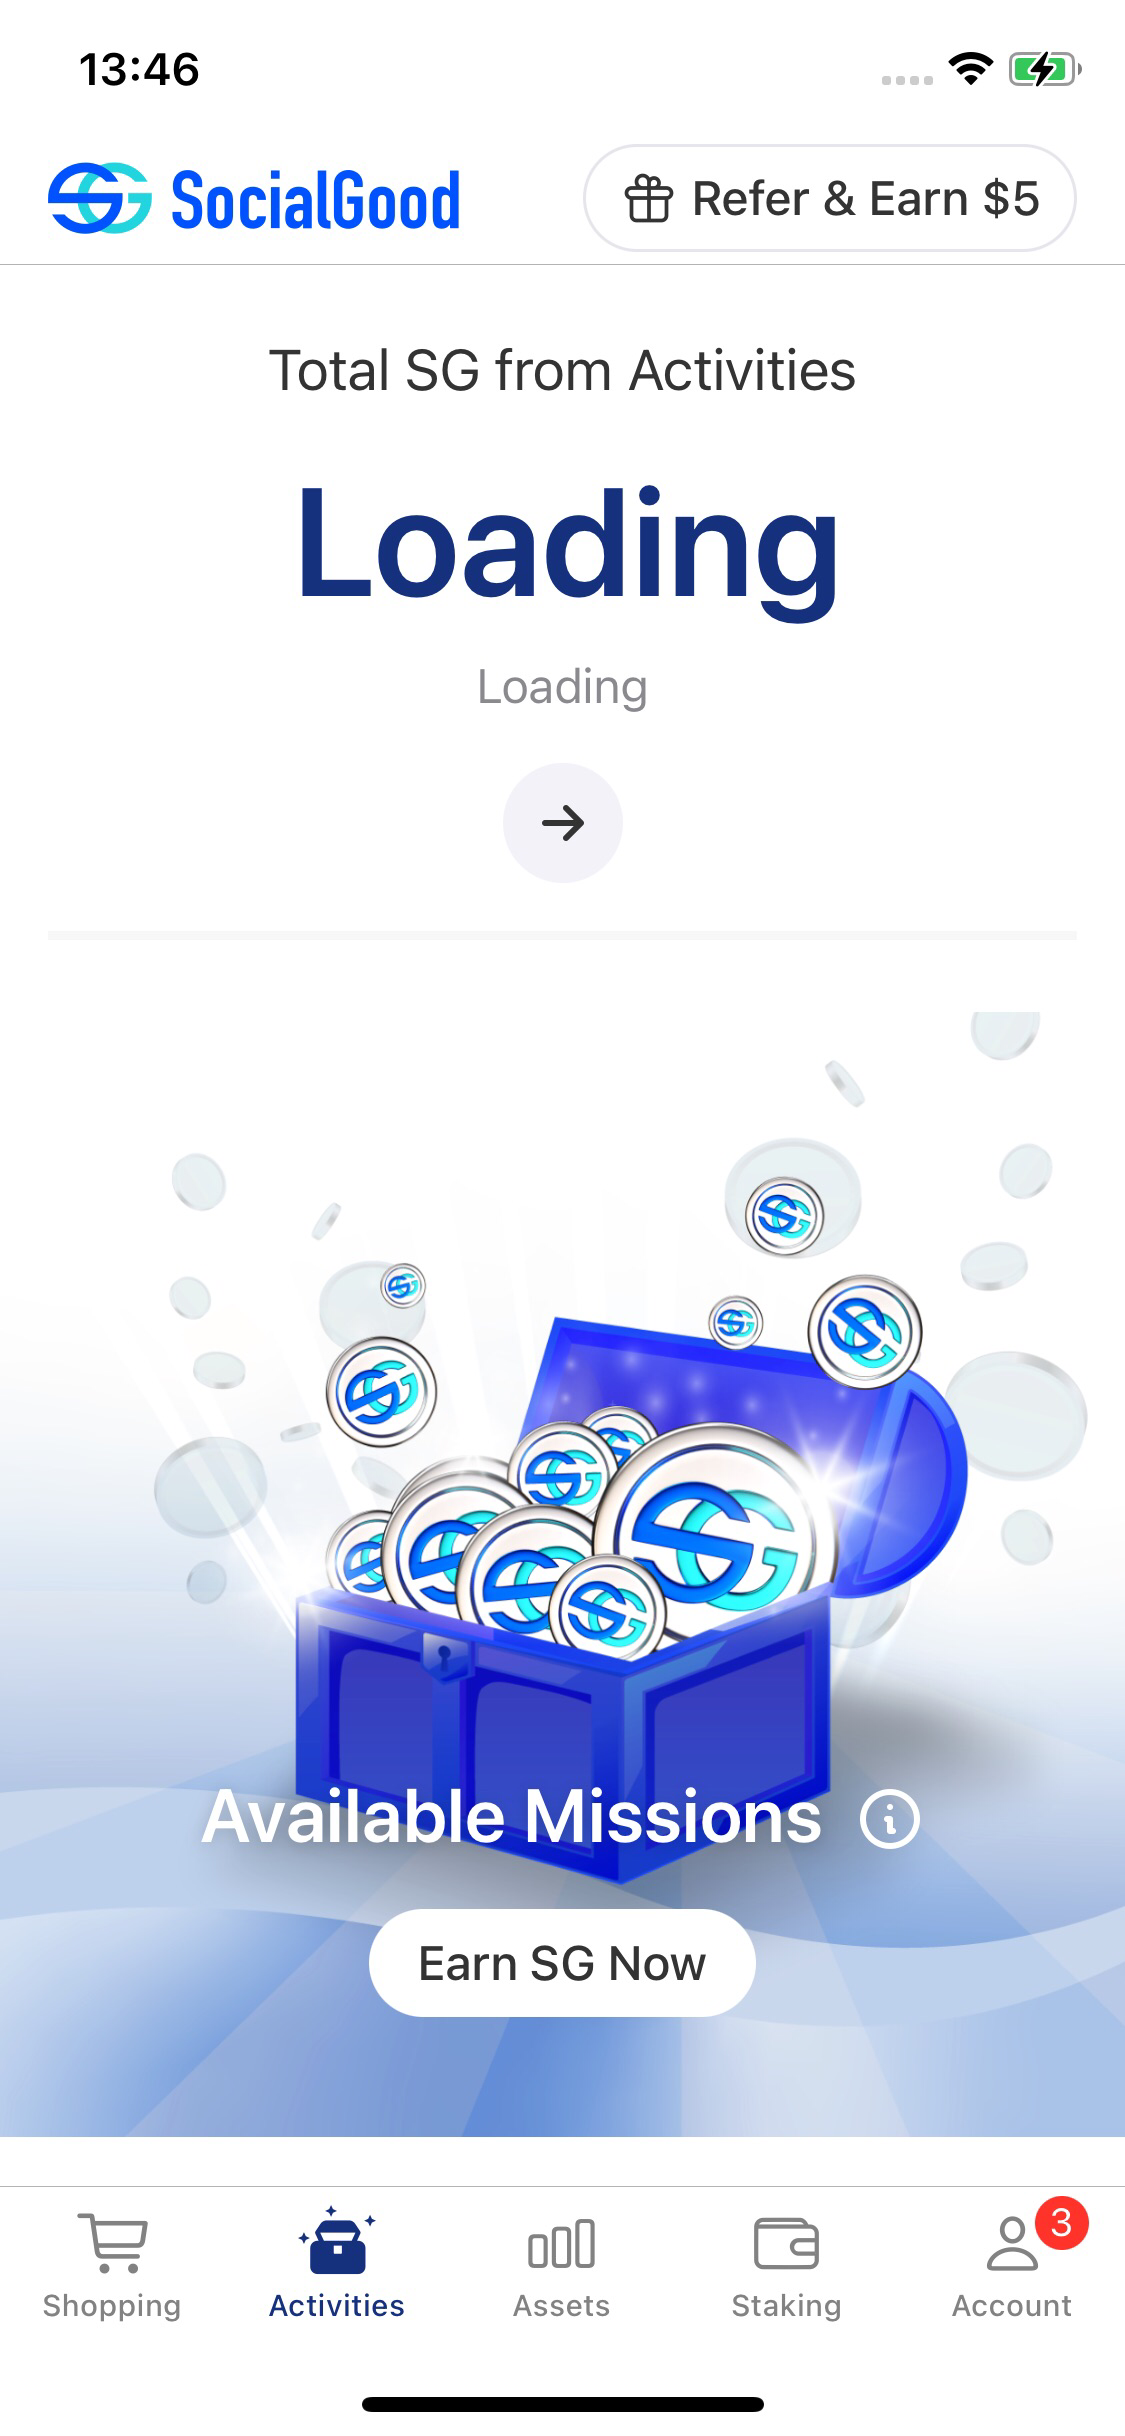 13:46
SocialGood
Refer & Earn $5
Total SG from Activities
Loading
Loading
Available Missions
Earn SG Now
Shopping
Activities
Assets
Staking
3
Account